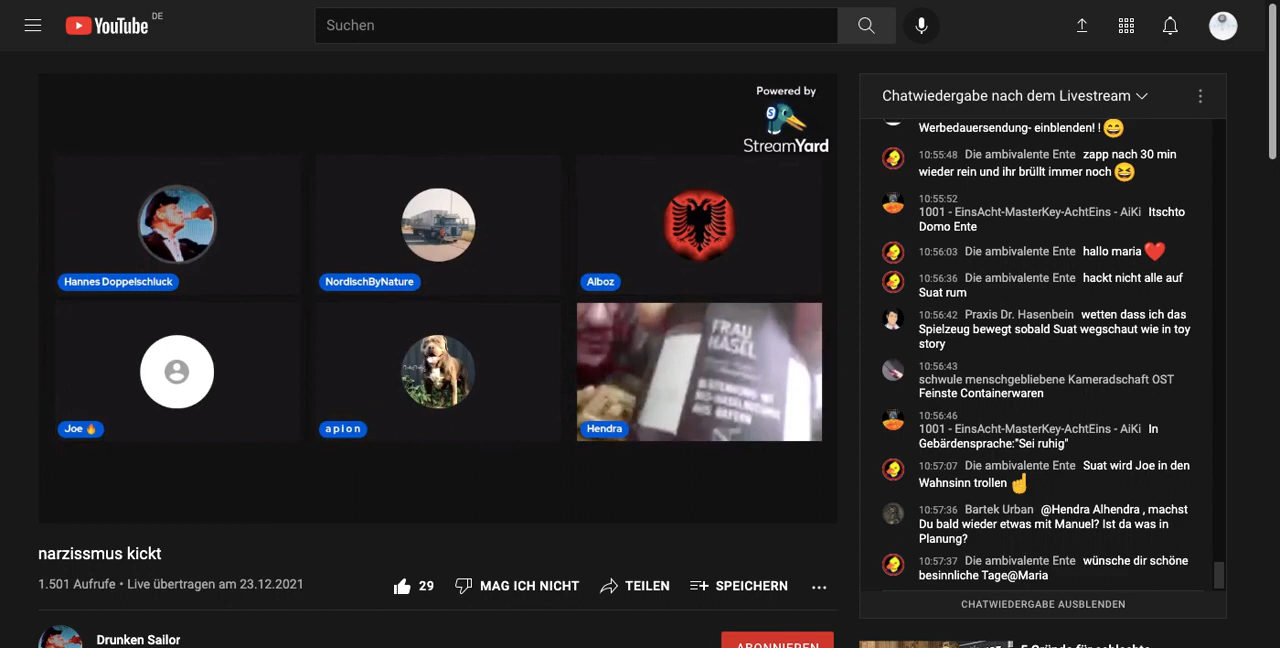 YouTube DE
Suchen
Powered by
StreamYard
Hannes Doppelschluck
NordischByNature
Alboz
Joe 🔥
a p l o n
Hendra
FRAU
HASEL
AUS BAYERN
narzissmus kickt
1.501 Aufrufe • Live übertragen am 23.12.2021
29
MAG ICH NICHT
TEILEN
SPEICHERN
Drunken Sailor
ABONNIEREN
Chatwiedergabe nach dem Livestream
Werbedauersendung- einblenden! ! 😄
10:55:48 Die ambivalente Ente zapp nach 30 min
wieder rein und ihr brüllt immer noch 😆
10:55:52
1001 - EinsAcht-MasterKey-AchtEins - AiKi Itschto
Domo Ente
10:56:03 Die ambivalente Ente hallo maria ❤️
10:56:36 Die ambivalente Ente hackt nicht alle auf
Suat rum
10:56:42 Praxis Dr. Hasenbein wetten dass ich das
Spielzeug bewegt sobald Suat wegschaut wie in toy
story
10:56:43
schwule menschgebliebene Kameradschaft OST
Feinste Containerwaren
10:56:46
1001 - EinsAcht-MasterKey-AchtEins - AiKi In
Gebärdensprache:"Sei ruhig"
10:57:07 Die ambivalente Ente Suat wird Joe in den
Wahnsinn trollen ☝️
10:57:36 Bartek Urban @Hendra Alhendra , machst
Du bald wieder etwas mit Manuel? Ist da was in
Planung?
10:57:37 Die ambivalente Ente wünsche dir schöne
besinnliche Tage@Maria
CHATWIEDERGABE AUSBLENDEN
5 Gründe für schlechte